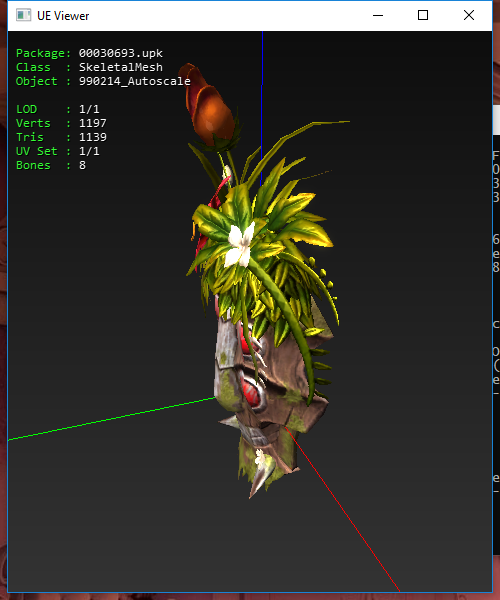 UE Viewer
Package: 00030693.upk
Class  : SkeletalMesh
Object : 990214_Autoscale
LOD    : 1/1
Verts  : 1197
Tris   : 1139
UV Set : 1/1
Bones  : 8